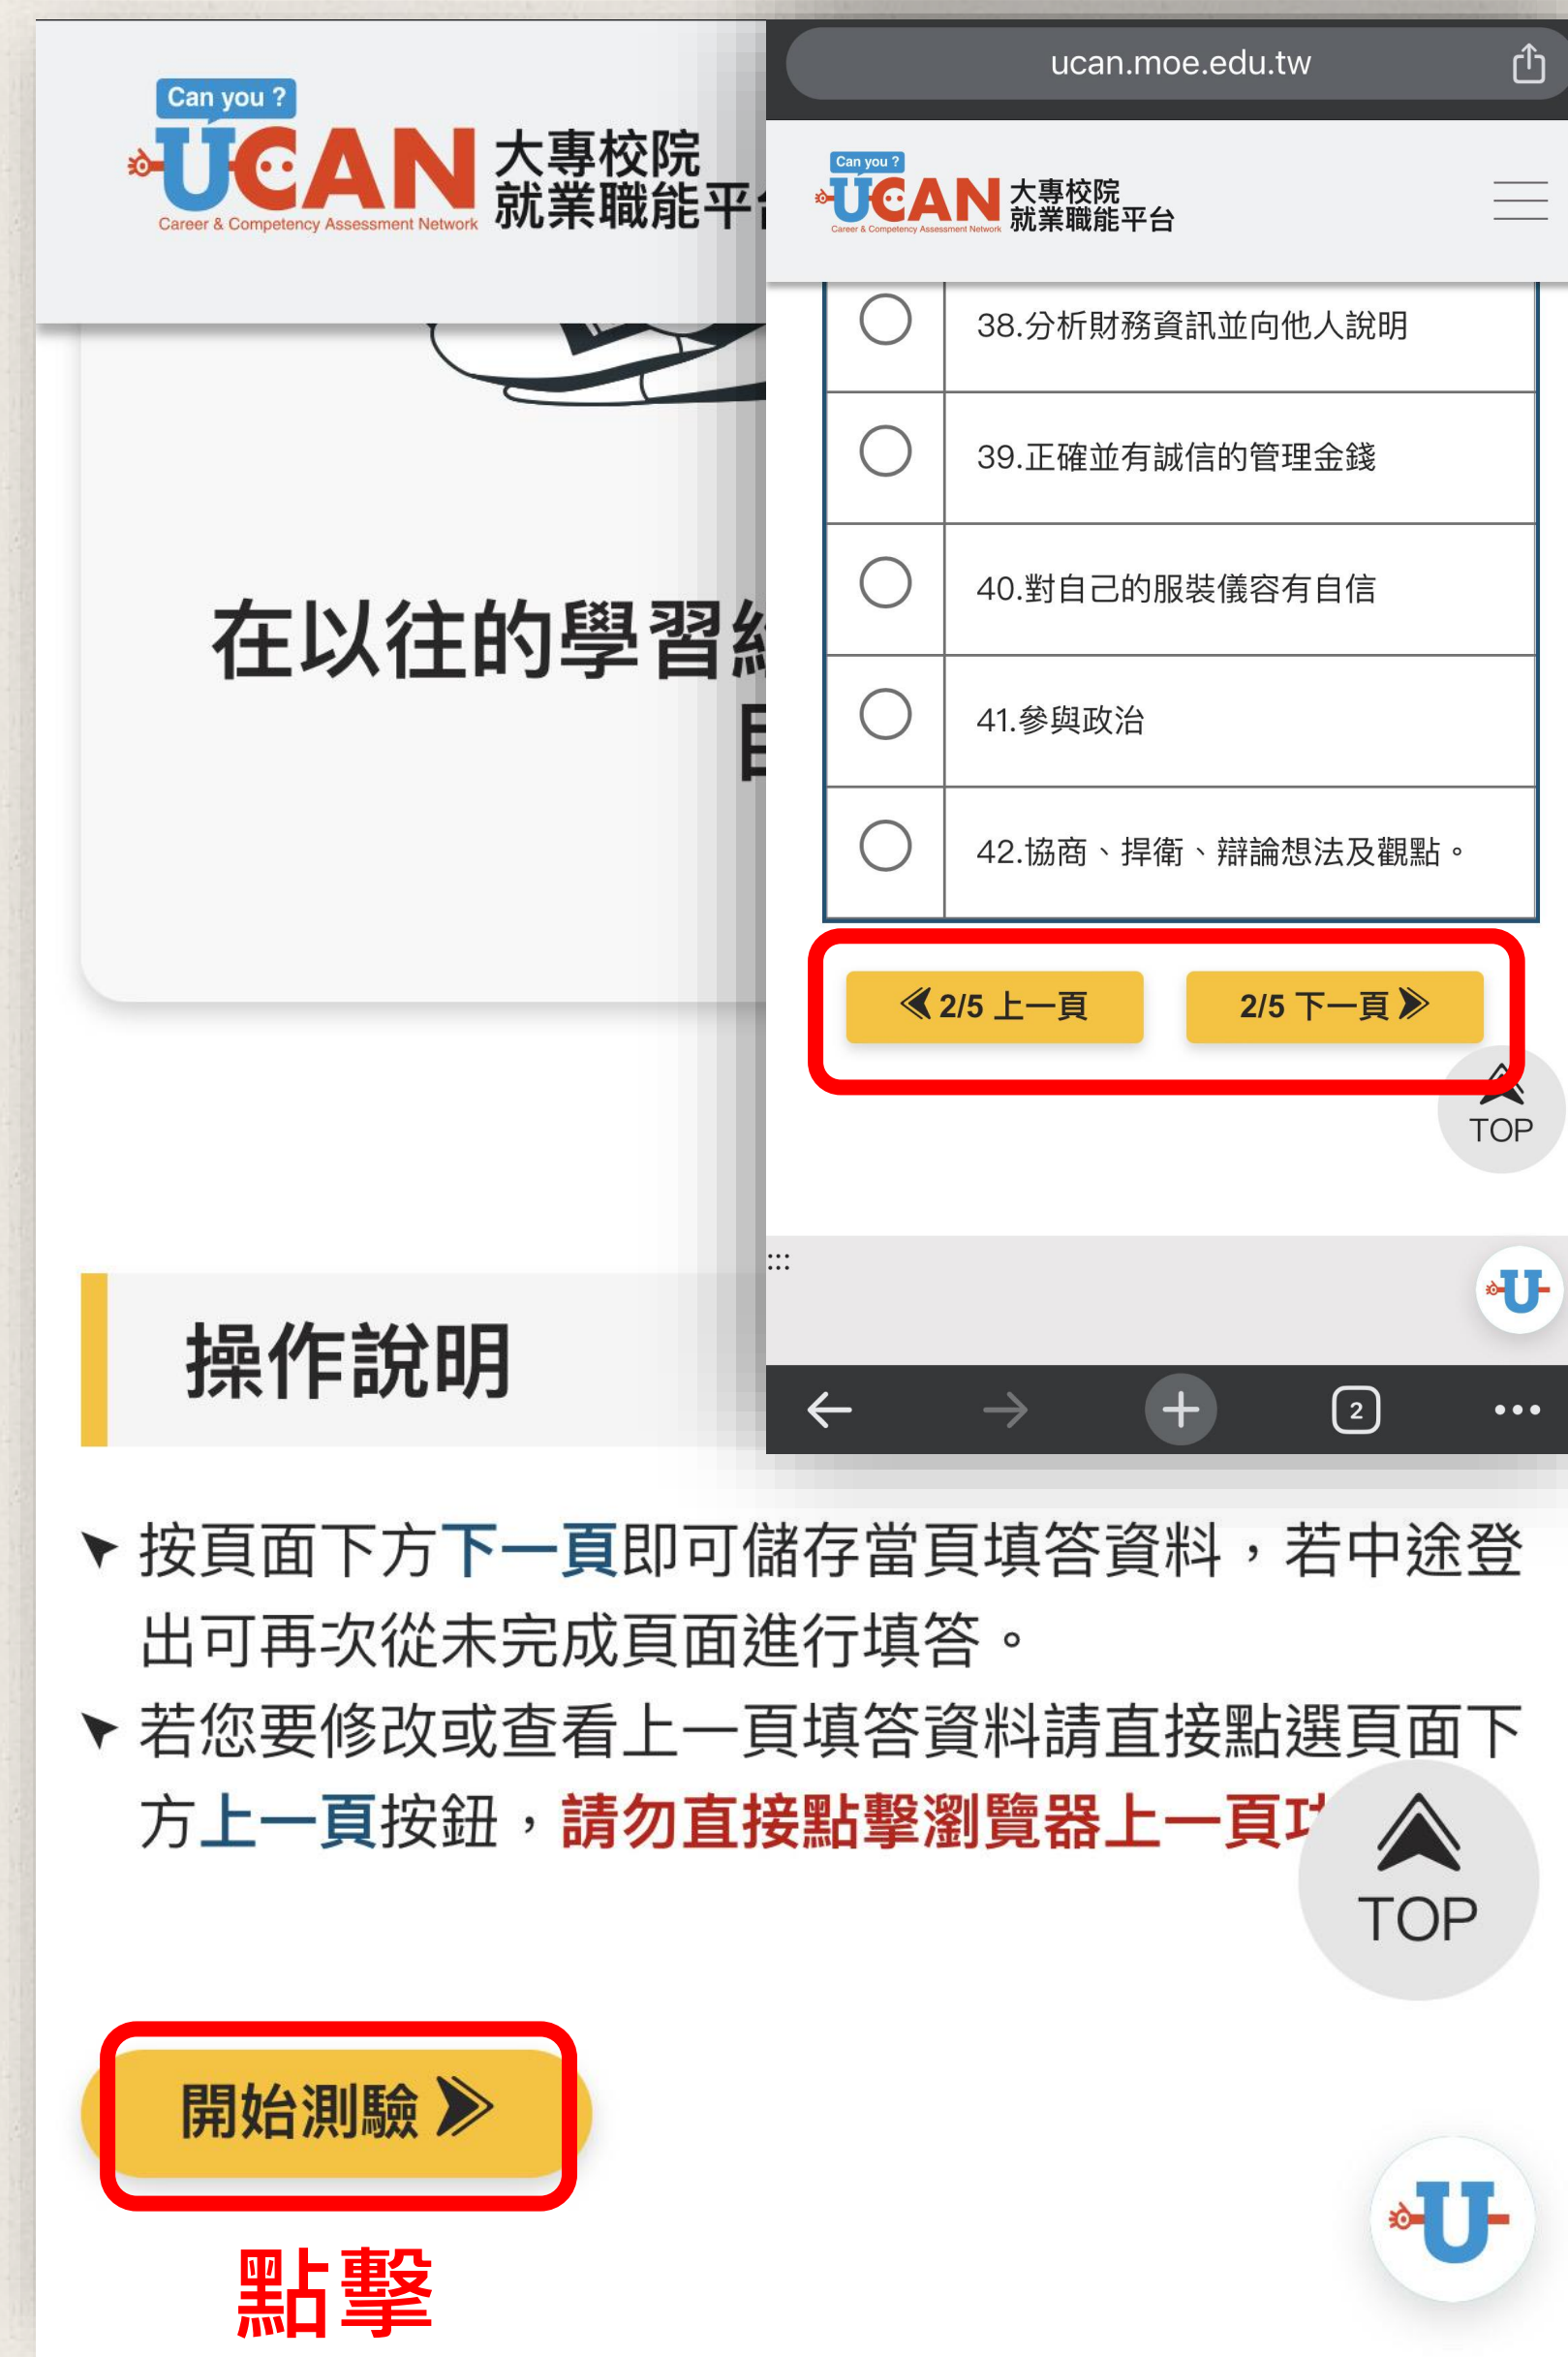 Can you ?
UCAN
大專校院
就業職能平
Career & Competency Assessment Network
在以往的學習
操作說明
按頁面下方下一頁即可儲存當頁填答資料，若中途登
出可再次從未完成頁面進行填答。
若您要修改或查看上一頁填答資料請直接點選頁面下
方上一頁按鈕，請勿直接點擊瀏覽器上一頁
TOP
開始測驗
點擊
U
ucan.moe.edu.tw
Can you ?
UCAN
大專校院
就業職能平台
Career & Competency Assessment Network
38.分析財務資訊並向他人說明
39.正確並有誠信的管理金錢
40.對自己的服裝儀容有自信
41.參與政治
42.協商、捍衛、辯論想法及觀點。
2/5 上一頁
2/5 下一頁
TOP
:::
U
2